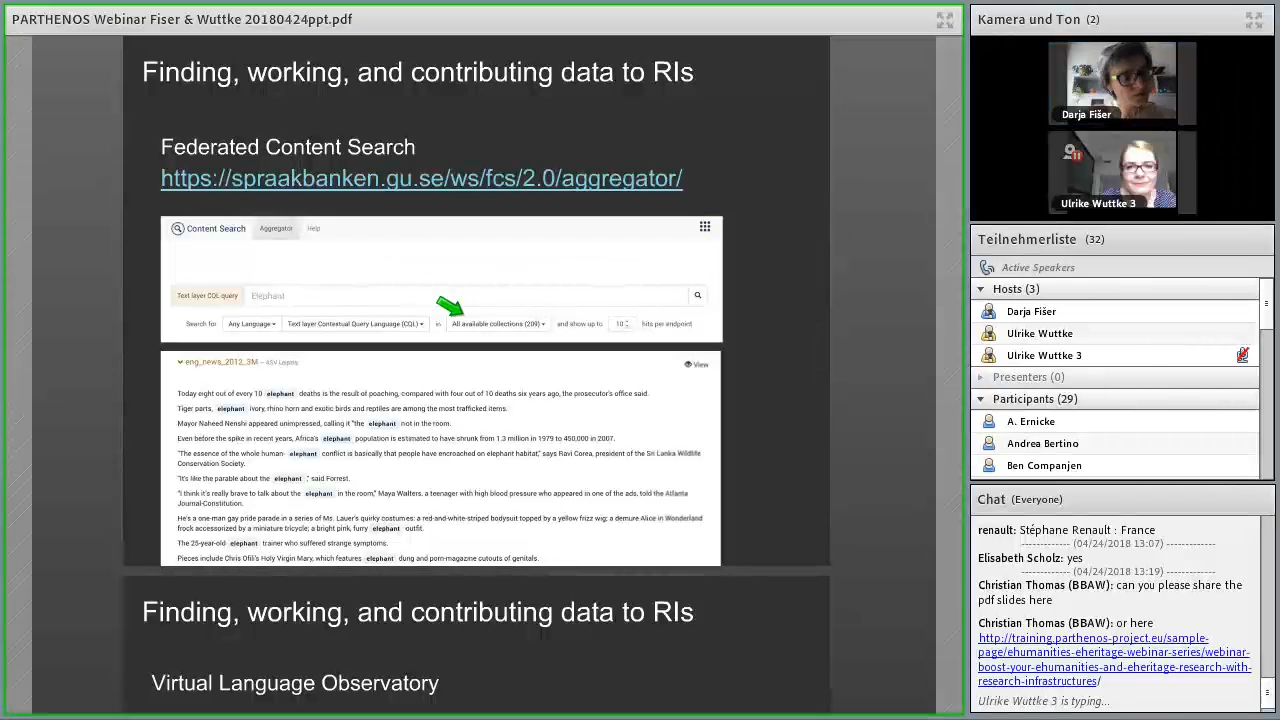 PARTHENOS Webinar Fiser & Wuttke 20180424ppt.pdf
Finding, working, and contributing data to RIs
Federated Content Search
https://spraakbanken.gu.se/ws/fcs/2.0/aggregator/
Content Search Aggregator Help
Text layer CQL query Elephant
Search for Any Language Text layer Contextual Query Language (CQL) in All available collections (209) and show up to 10 hits per endpoint
eng_news_2012_3M – ASV Leipzig
View
Today eight out of every 10 elephant deaths is the result of poaching, compared with four out of 10 deaths six years ago, the prosecutor's office said.
Tiger parts, elephant ivory, rhino horn and exotic birds and reptiles are among the most trafficked items.
Mayor Naheed Nenshi appeared unimpressed, calling it "the elephant not in the room.
Even before the spike in recent years, Africa's elephant population is estimated to have shrunk from 1.3 million in 1979 to 450,000 in 2007.
"The essence of the whole human- elephant conflict is basically that people have encroached on elephant habitat," says Ravi Corea, president of the Sri Lanka Wildlife
Conservation Society.
"It's like the parable about the elephant ," said Forrest.
"I think it's really brave to talk about the elephant in the room," Maya Walters, a teenager with high blood pressure who appeared in one of the ads, told the Atlanta
Journal-Constitution.
He's a one-man gay pride parade in a series of Ms. Lauer's quirky costumes: a red-and-white-striped bodysuit topped by a yellow frizz wig; a demure Alice in Wonderland
frock accessorized by a miniature tricycle; a bright pink, furry elephant outfit.
The 25-year-old elephant trainer who suffered strange symptoms.
Pieces include Chris Ofili's Holy Virgin Mary, which features elephant dung and porn-magazine cutouts of genitals.
Finding, working, and contributing data to RIs
Virtual Language Observatory
Kamera und Ton (2)
Darja Fišer
Ulrike Wuttke 3
Teilnehmerliste (32)
Active Speakers
Hosts (3)
Darja Fišer
Ulrike Wuttke
Ulrike Wuttke 3
Presenters (0)
Participants (29)
A. Ernicke
Andrea Bertino
Ben Companjen
Chat (Everyone)
renault: Stéphane Renault - France
------------- (04/24/2018 13:07) -------------
Elisabeth Scholz: yes
------------- (04/24/2018 13:19) -------------
Christian Thomas (BBAW): can you please share the
pdf slides here
Christian Thomas (BBAW): or here
http://training.parthenos-project.eu/sample-
page/ehumanities-eheritage-webinar-series/webinar-
boost-your-ehumanities-and-eheritage-research-with-
research-infrastructures/
Ulrike Wuttke 3 is typing...